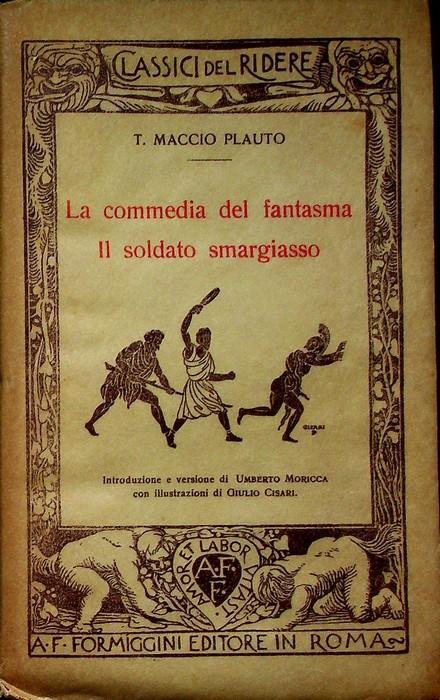 CLASSICI DEL RIDERE
T. MACCIO PLAUTO
La commedia del fantasma
Il soldato smargiasso
Introduzione e versione di UMBERTO MORICCA
con illustrazioni di GIULIO CISARI.
AMOR ET LABOR VITAST
A.F.
F.
A. F. FORMIGGINI EDITORE IN ROMA